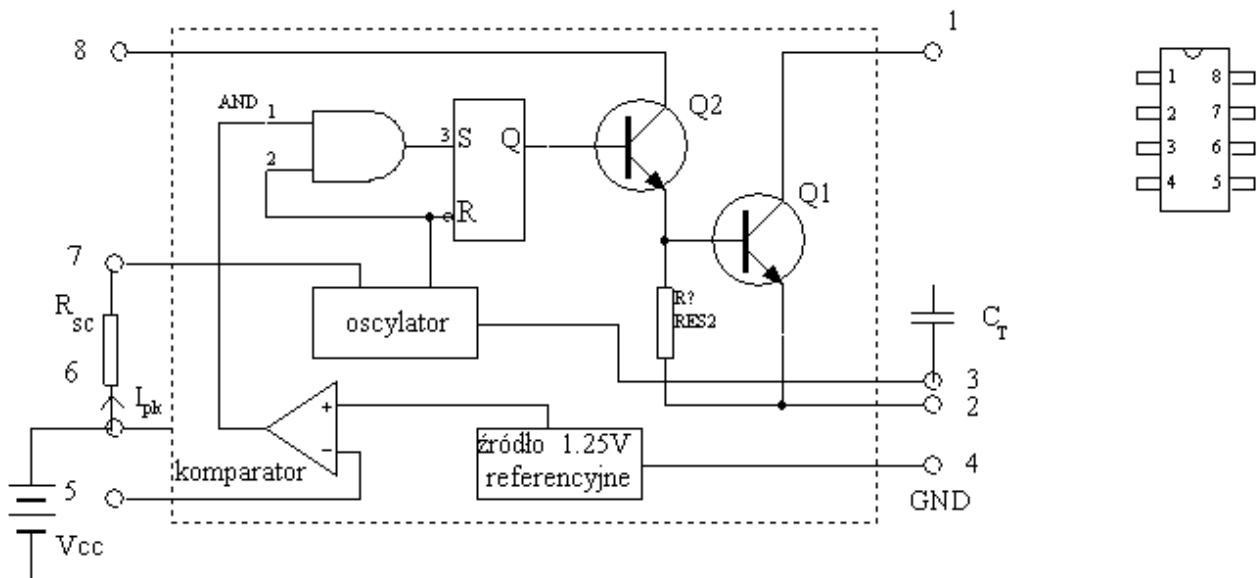 8
1
AND
1
2
3
S
Q
R
Q2
Q1
7
R sc
6
I pk
oscylator
R?
RES2
C T
3
2
+
-
komparator
źródło 1.25V
referencyjne
4
GND
5
Vcc
1 8
2 7
3 6
4 5